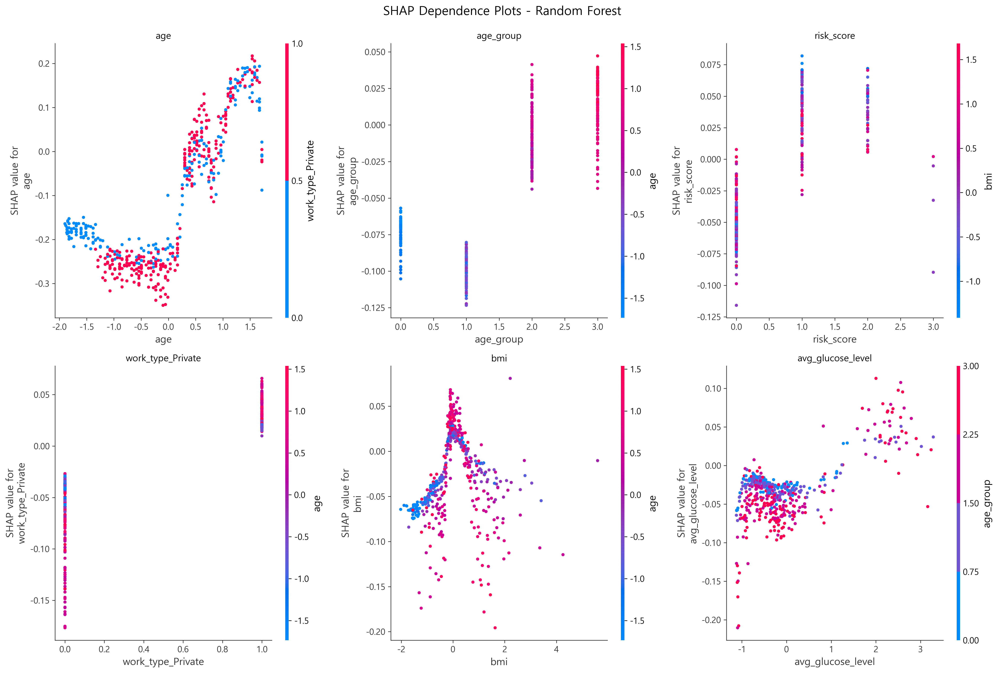 SHAP Dependence Plots - Random Forest
age
0.2
0.1
0.0
-0.1
-0.2
-0.3
SHAP value for
age
-2.0 -1.5 -1.0 -0.5 0.0 0.5 1.0 1.5
age
1.0
0.5
0.0
work_type_Private
age_group
0.050
0.025
0.000
-0.025
-0.050
-0.075
-0.100
-0.125
SHAP value for
age_group
0.0 0.5 1.0 1.5 2.0 2.5 3.0
age_group
1.5
1.0
0.5
0.0
-0.5
-1.0
-1.5
age
risk_score
0.075
0.050
0.025
0.000
-0.025
-0.050
-0.075
-0.100
-0.125
SHAP value for
risk_score
0.0 0.5 1.0 1.5 2.0 2.5 3.0
risk_score
1.5
1.0
0.5
0.0
-0.5
-1.0
bmi
work_type_Private
0.05
0.00
-0.05
-0.10
-0.15
SHAP value for
work_type_Private
0.0 0.2 0.4 0.6 0.8 1.0
work_type_Private
1.5
1.0
0.5
0.0
-0.5
-1.0
-1.5
age
bmi
0.05
0.00
-0.05
-0.10
-0.15
-0.20
SHAP value for
bmi
-2 0 2 4
bmi
1.5
1.0
0.5
0.0
-0.5
-1.0
-1.5
age
avg_glucose_level
0.10
0.05
0.00
-0.05
-0.10
-0.15
-0.20
SHAP value for
avg_glucose_level
-1 0 1 2 3
avg_glucose_level
3.00
2.25
1.50
0.75
0.00
age_group